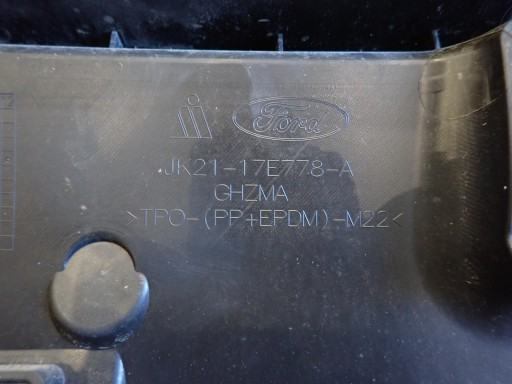 Ford
JK21-17E778-A
GHZMA
>TPO-(PP+EPDM)-M22<